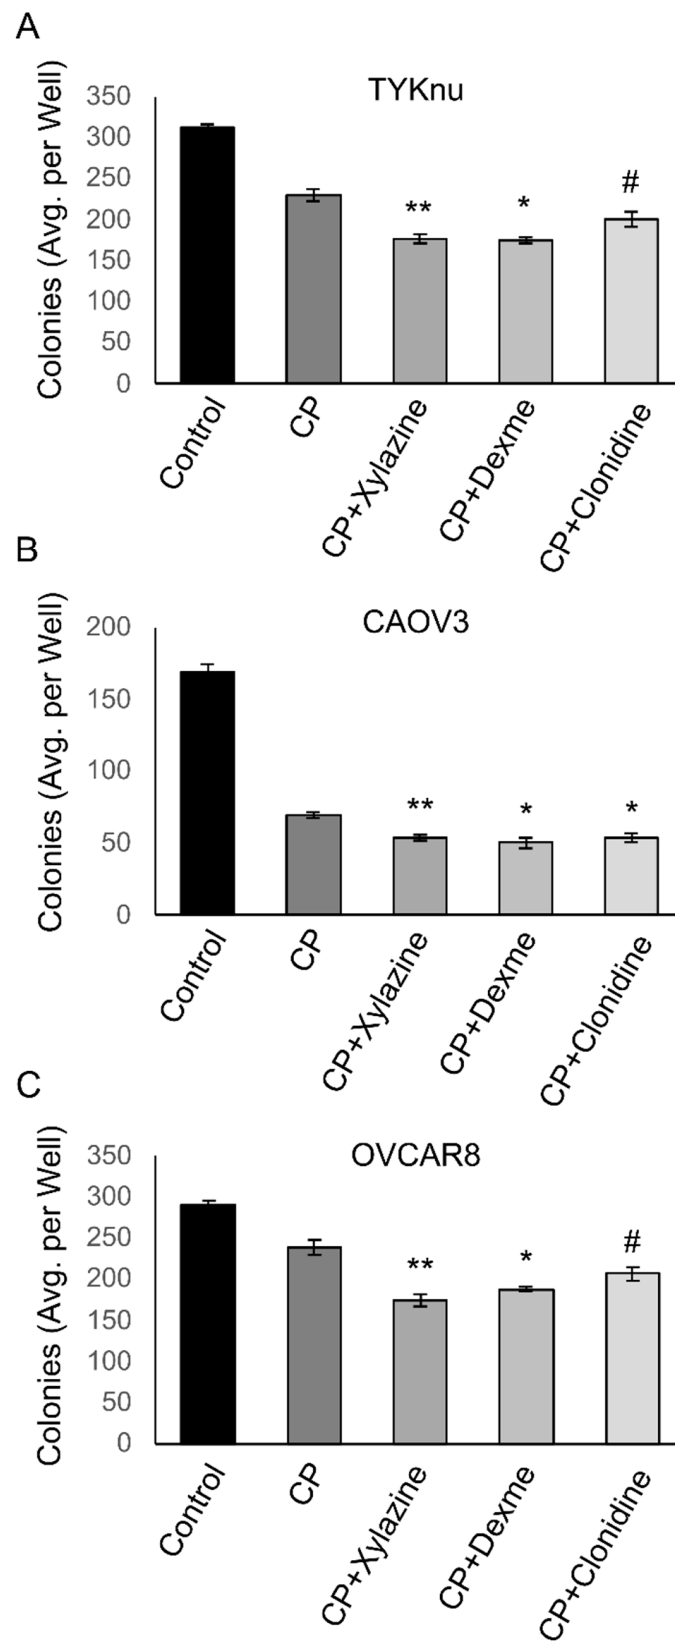 A
TYKnu
Colonies (Avg. per Well)
350
300
250
200
150
100
50
0
**
*
#
Control
CP
CP+Xylazine
CP+Dexme
CP+Clonidine
B
CAOV3
Colonies (Avg. per Well)
200
150
100
50
0
**
*
*
Control
CP
CP+Xylazine
CP+Dexme
CP+Clonidine
C
OVCAR8
Colonies (Avg. per Well)
350
300
250
200
150
100
50
0
**
*
#
Control
CP
CP+Xylazine
CP+Dexme
CP+Clonidine